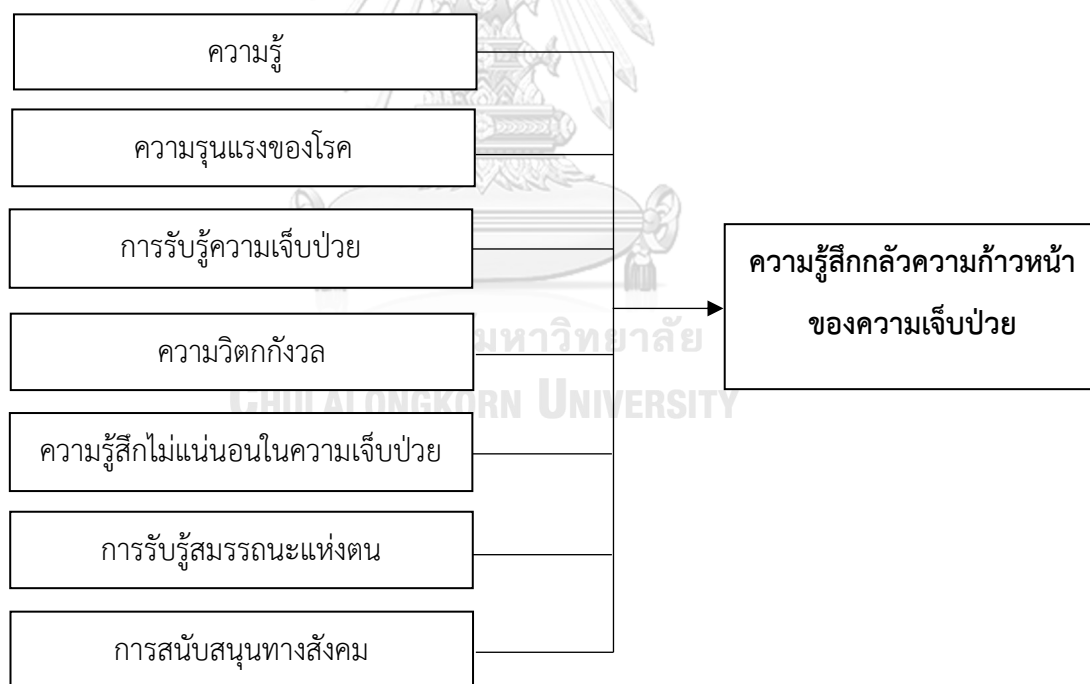 ความรู้
ความรุนแรงของโรค
การรับรู้ความเจ็บป่วย
ความวิตกกังวล
ความรู้สึกไม่แน่นอนในความเจ็บป่วย
การรับรู้สมรรถนะแห่งตน
การสนับสนุนทางสังคม
ความรู้สึกกลัวความก้าวหน้า
ของความเจ็บป่วย
มหาวิทยาลัย
CHULALONGKORN UNIVERSITY